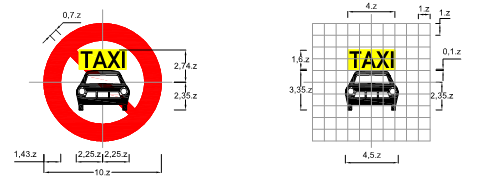 0,7.z
TAXI
2,74.z
2,35.z
1,43.z
2,25.z
2,25.z
10.z
4.z
1.z
1.z
1,6.z
TAXI
0,1.z
3,35.z
2,35.z
4,5.z